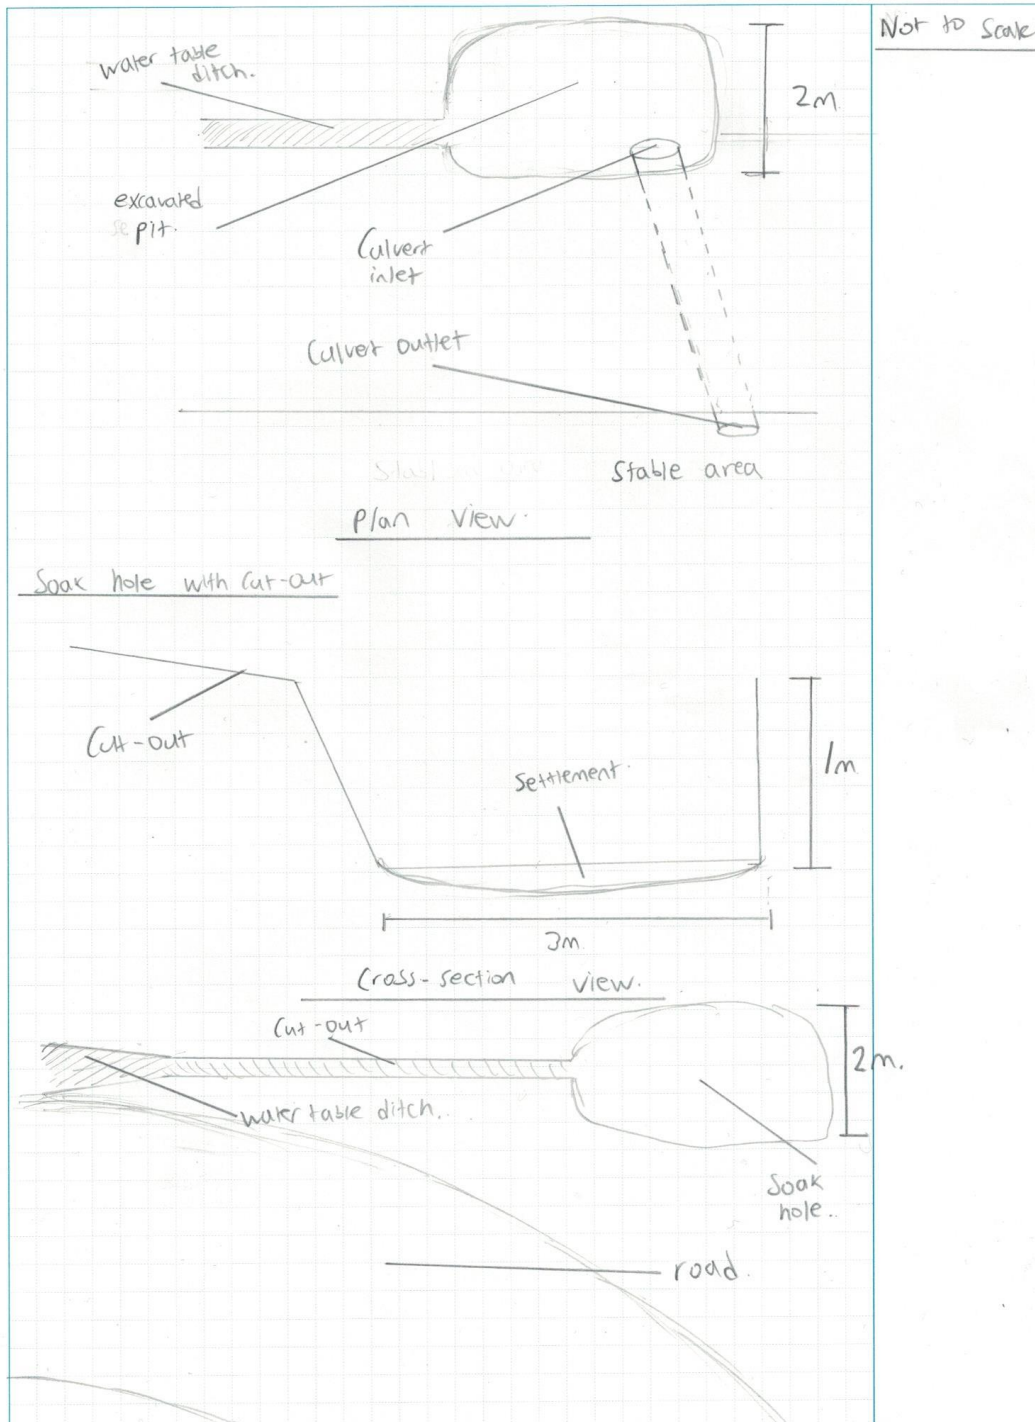 Not to scale
water table
ditch.
2m
excavated
pit.
Culvert
inlet
Culvert outlet
Stable area
Plan view.
Soak hole with cut-out
Cut-out
Settlement.
1m
3m
Cross-section view.
Cut-out
2m.
water table ditch.
Soak
hole.
road.